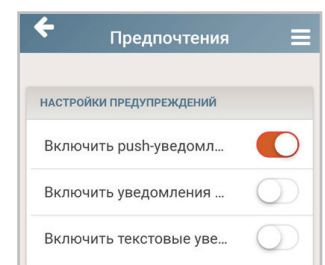 Предпочтения
НАСТРОЙКИ ПРЕДУПРЕЖДЕНИЙ
Включить push-уведомл...
Включить уведомления ...
Включить текстовые уве...